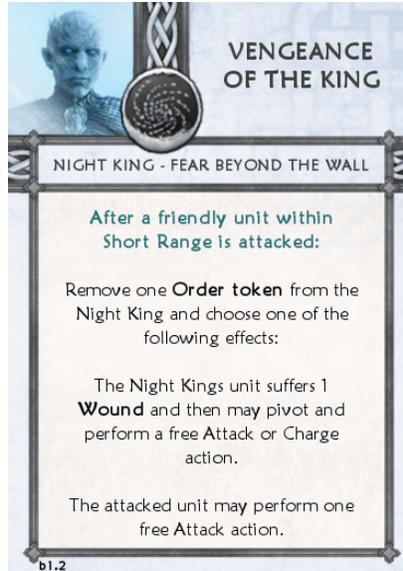 VENGEANCE
OF THE KING
NIGHT KING - FEAR BEYOND THE WALL
After a friendly unit within
Short Range is attacked:
Remove one Order token from the
Night King and choose one of the
following effects:
The Night Kings unit suffers 1
Wound and then may pivot and
perform a free Attack or Charge
action.
The attacked unit may perform one
free Attack action.
b1.2